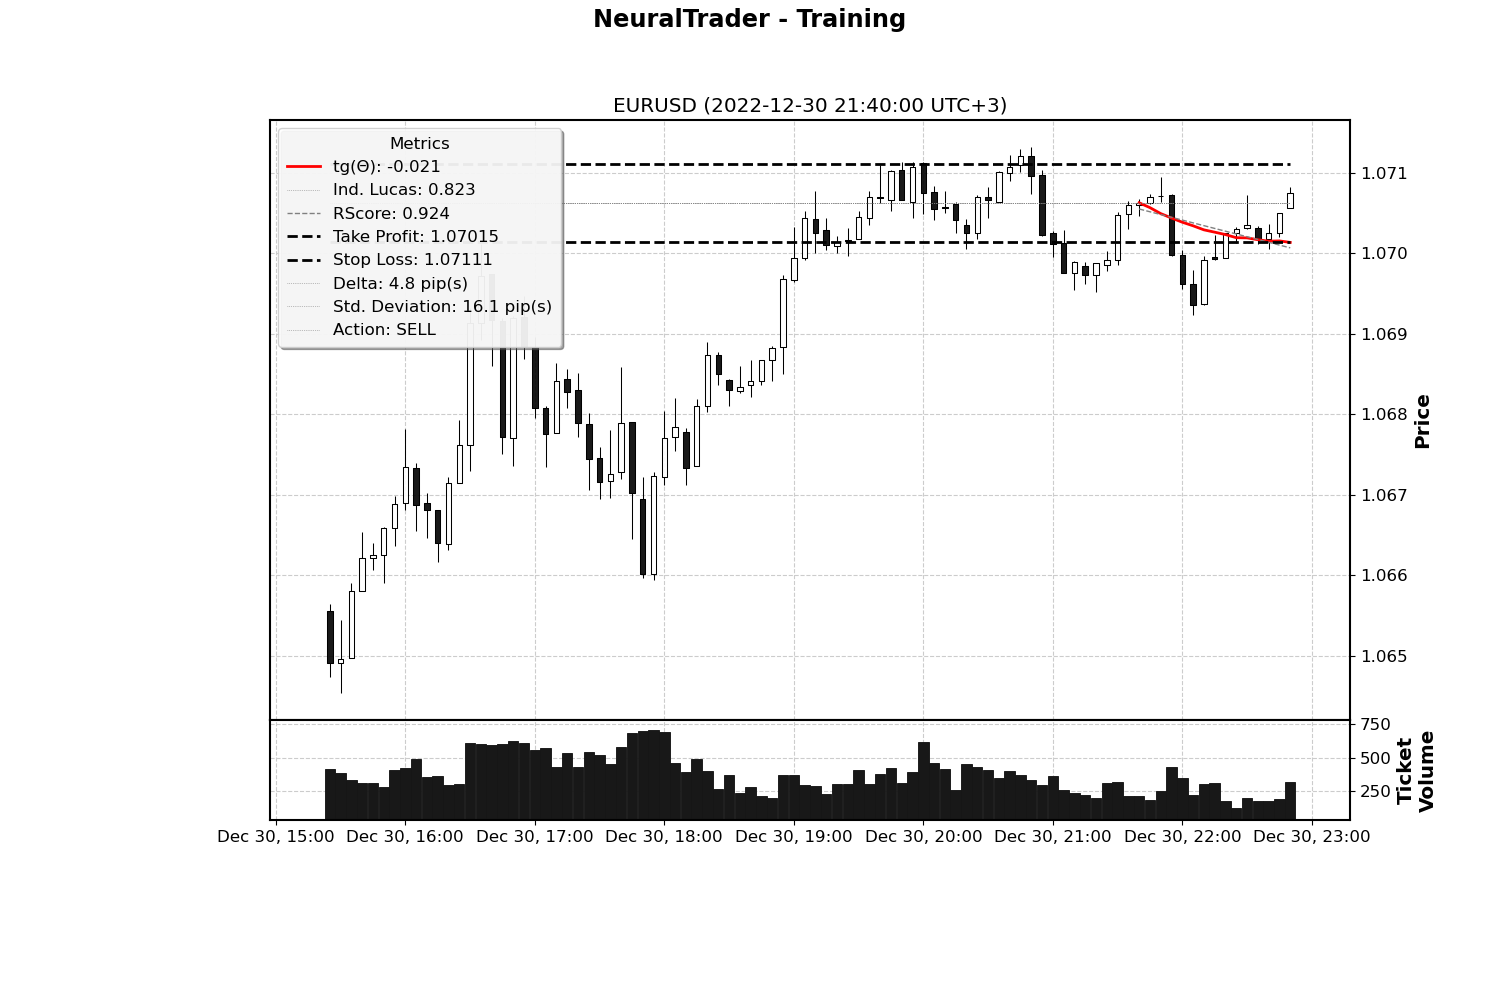 NeuralTrader - Training
EURUSD (2022-12-30 21:40:00 UTC+3)
Metrics
tg(Θ): -0.021
Ind. Lucas: 0.823
RScore: 0.924
Take Profit: 1.07015
Stop Loss: 1.07111
Delta: 4.8 pip(s)
Std. Deviation: 16.1 pip(s)
Action: SELL
1.071
1.070
1.069
1.068
1.067
1.066
1.065
Price
750
500
250
Ticket
Volume
Dec 30, 15:00 Dec 30, 16:00 Dec 30, 17:00 Dec 30, 18:00 Dec 30, 19:00 Dec 30, 20:00 Dec 30, 21:00 Dec 30, 22:00 Dec 30, 23:00